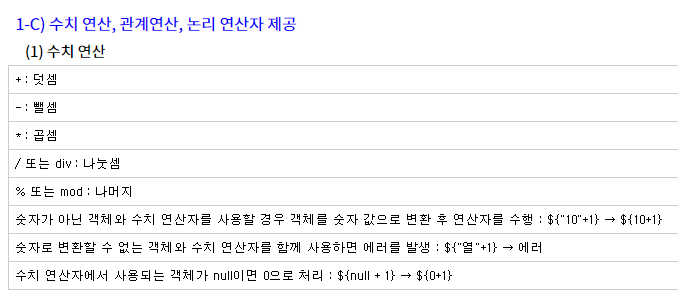 1-C) 수치 연산, 관계연산, 논리 연산자 제공
(1) 수치 연산
+ : 덧셈
- : 뺄셈
* : 곱셈
/ 또는 div : 나눗셈
% 또는 mod : 나머지
숫자가 아닌 객체와 수치 연산자를 사용할 경우 객체를 숫자 값으로 변환 후 연산자를 수행 : ${"10"+1} → ${10+1}
숫자로 변환할 수 없는 객체와 수치 연산자를 함께 사용하면 에러를 발생 : ${"열"+1} → 에러
수치 연산자에서 사용되는 객체가 null이면 0으로 처리 : ${null + 1} → ${0+1}